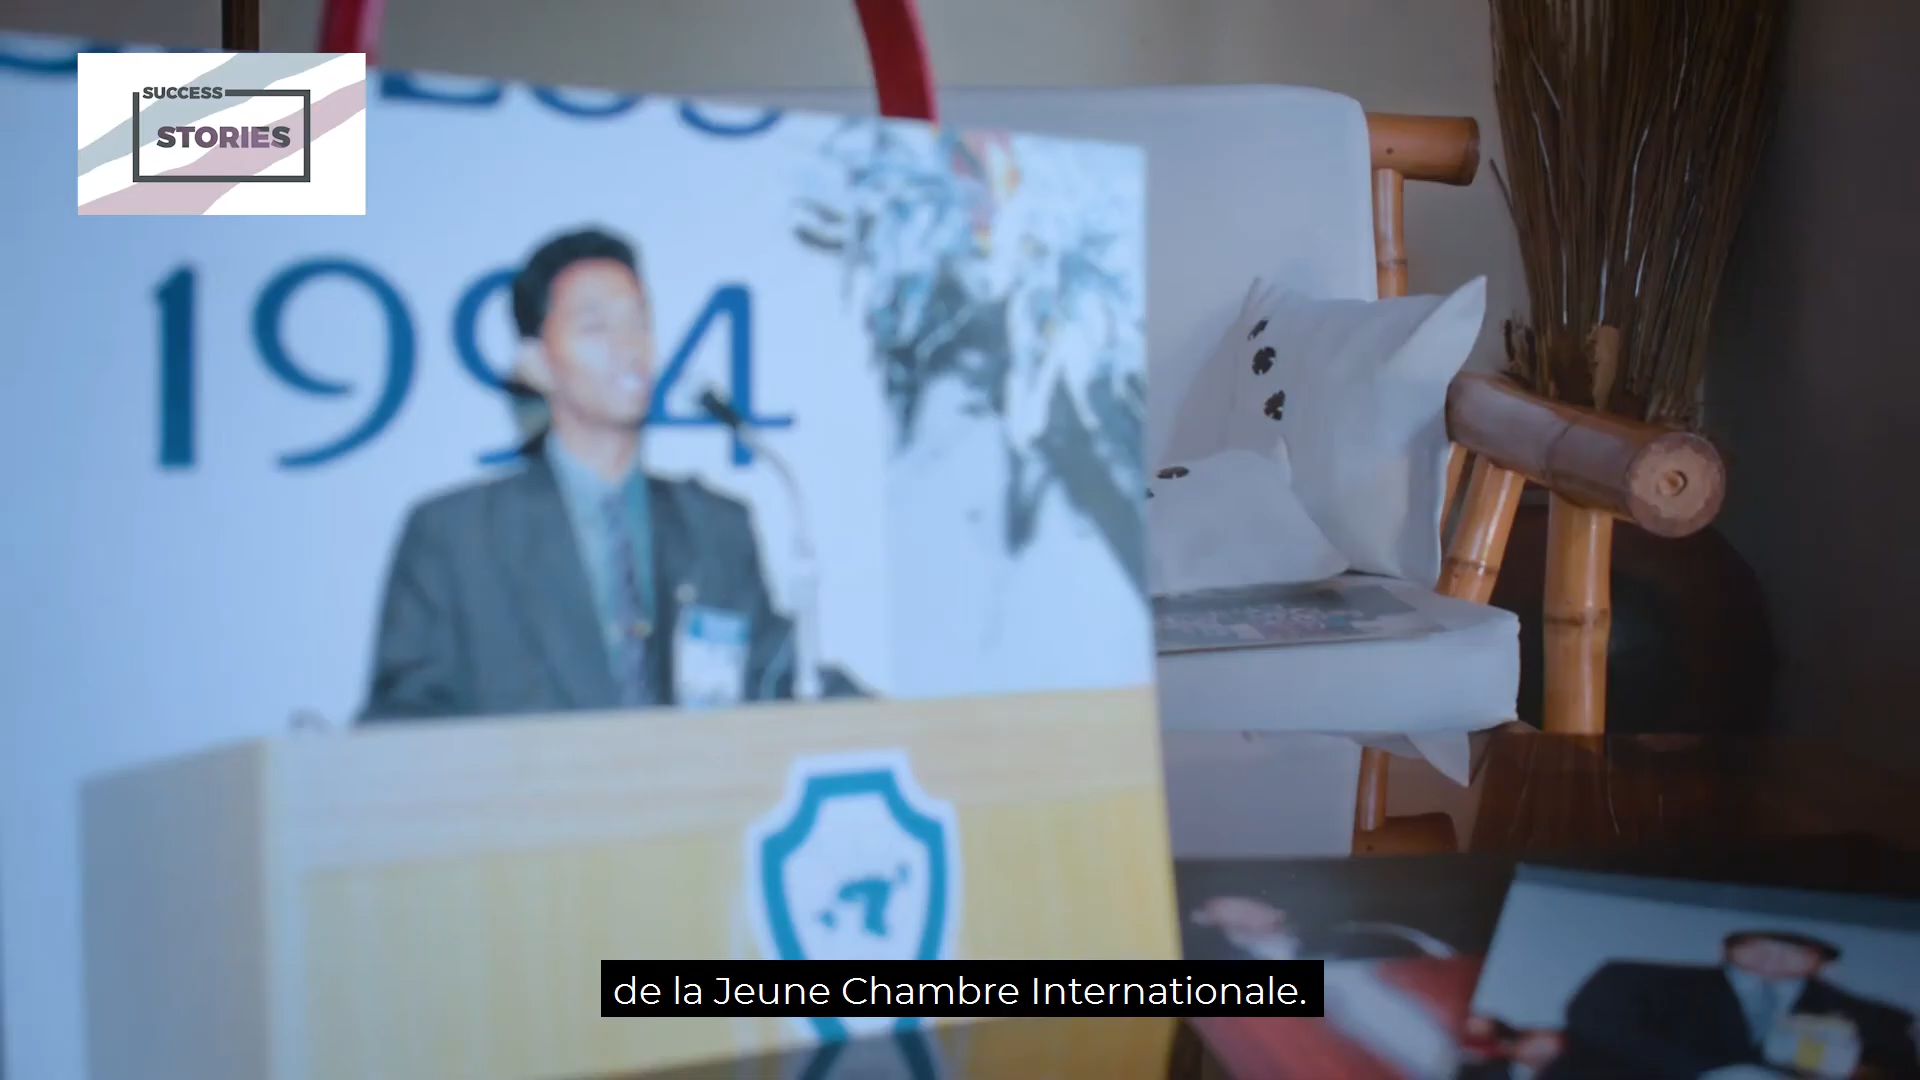 SUCCESS
STORIES
1994
de la Jeune Chambre Internationale.